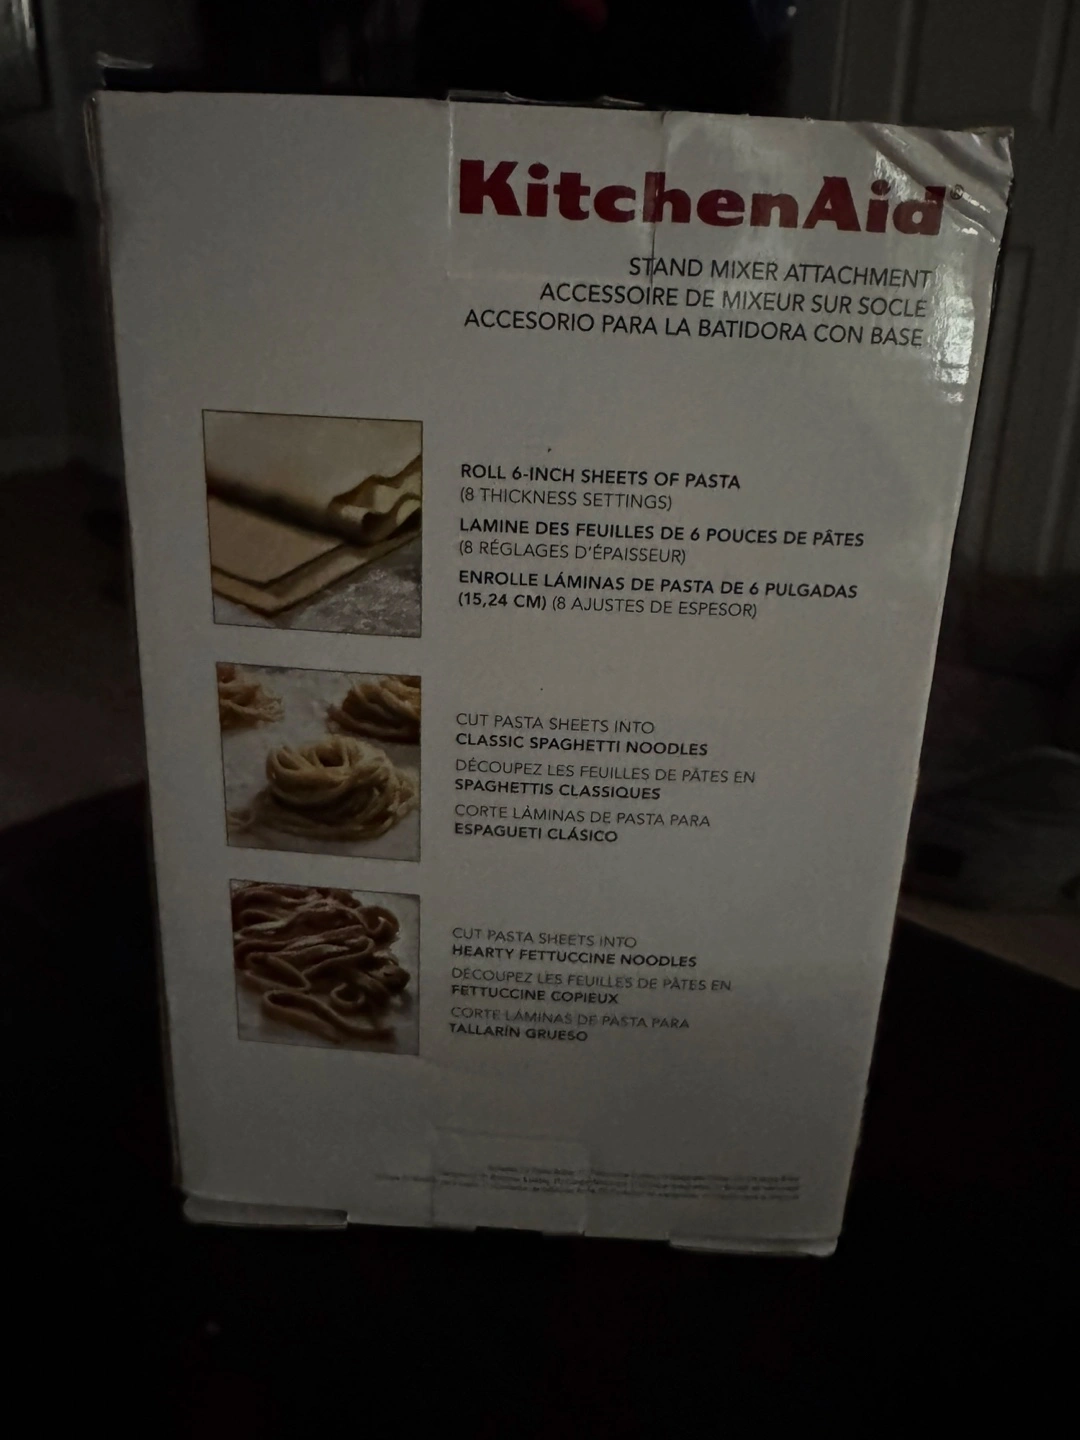 KitchenAid®
STAND MIXER ATTACHMENT
ACCESSOIRE DE MIXEUR SUR SOCLE
ACCESORIO PARA LA BATIDORA CON BASE
ROLL 6-INCH SHEETS OF PASTA
(8 THICKNESS SETTINGS)
LAMINE DES FEUILLES DE 6 POUCES DE PÂTES
(8 RÉGLAGES D'ÉPAISSEUR)
ENROLLE LÁMINAS DE PASTA DE 6 PULGADAS
(15,24 CM) (8 AJUSTES DE ESPESOR)
CUT PASTA SHEETS INTO
CLASSIC SPAGHETTI NOODLES
DÉCOUPEZ LES FEUILLES DE PÂTES EN
SPAGHETTIS CLASSIQUES
CORTE LÁMINAS DE PASTA PARA
ESPAGUETI CLÁSICO
CUT PASTA SHEETS INTO
HEARTY FETTUCCINE NOODLES
DÉCOUPEZ LES FEUILLES DE PÂTES EN
FETTUCCINE COPIEUX
CORTE LÁMINAS DE PASTA PARA
TALLARÍN GRUESO